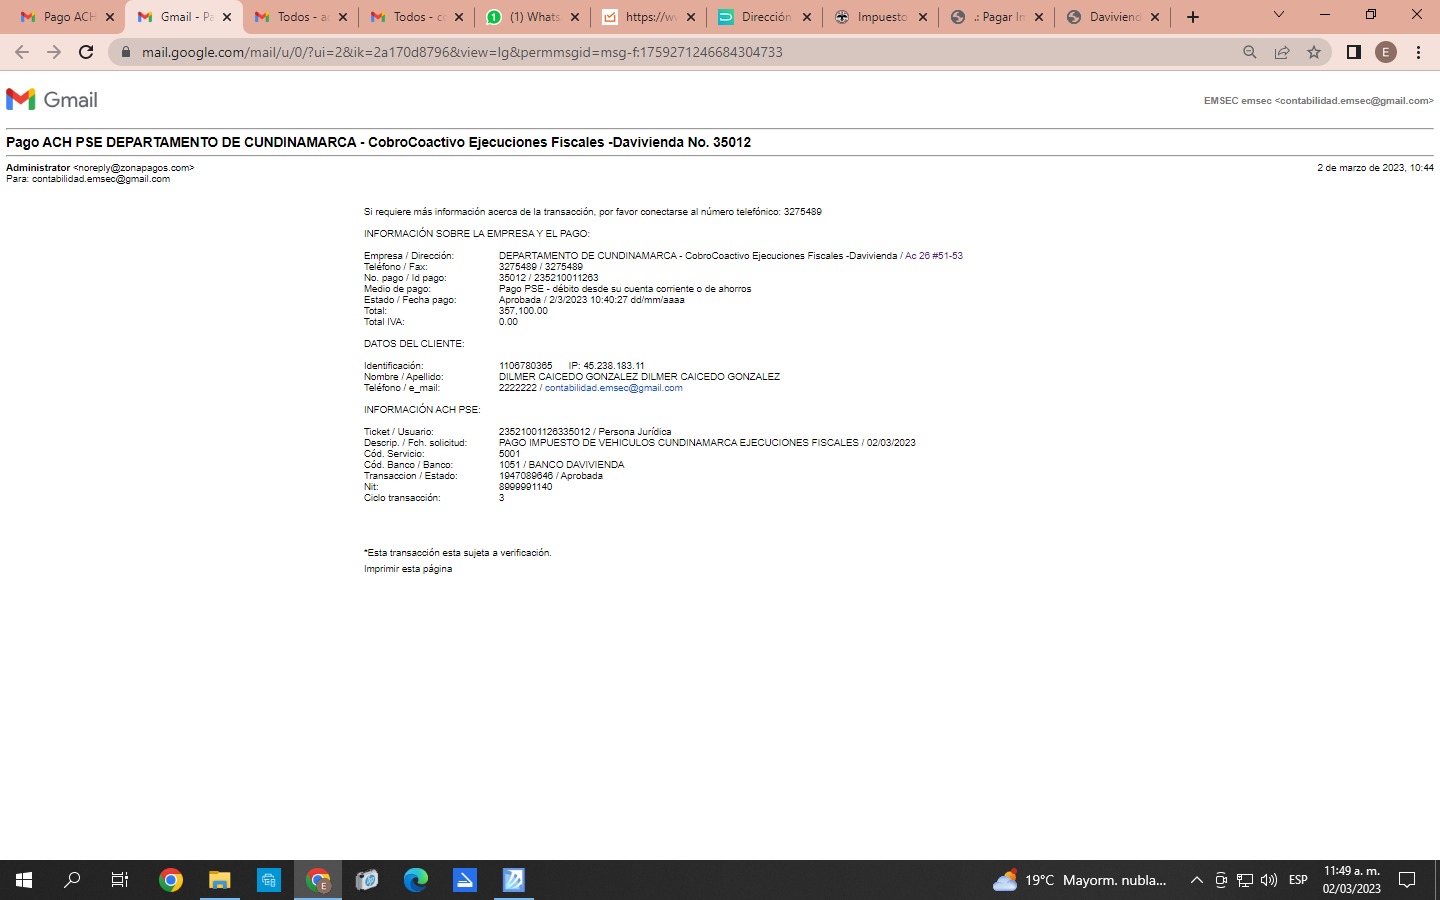 Pago ACH
Gmail - Pa
Todos - ac
Todos - co
(1) Whats
https://w
Dirección
Impuesto
.: Pagar In
Daviviend
mail.google.com/mail/u/0/?ui=2&ik=2a170d8796&view=lg&permmsgid=msg-f:1759271246684304733
E
Gmail
EMSEC emsec <contabilidad.emsec@gmail.com>
Pago ACH PSE DEPARTAMENTO DE CUNDINAMARCA - CobroCoactivo Ejecuciones Fiscales -Davivienda No. 35012
Administrator <noreply@zonapagos.com>
2 de marzo de 2023, 10:44
Para: contabilidad.emsec@gmail.com
Si requiere más información acerca de la transacción, por favor conectarse al número telefónico: 3275489
INFORMACIÓN SOBRE LA EMPRESA Y EL PAGO:
Empresa / Dirección: DEPARTAMENTO DE CUNDINAMARCA - CobroCoactivo Ejecuciones Fiscales -Davivienda / Ac 26 #51-53
Teléfono / Fax: 3275489 / 3275489
No. pago / Id pago: 35012 / 235210011263
Medio de pago: Pago PSE - débito desde su cuenta corriente o de ahorros
Estado / Fecha pago: Aprobada / 2/3/2023 10:40:27 dd/mm/aaaa
Total: 357,100.00
Total IVA: 0.00
DATOS DEL CLIENTE:
Identificación: 1106780365 IP: 45.238.183.11
Nombre / Apellido: DILMER CAICEDO GONZALEZ DILMER CAICEDO GONZALEZ
Teléfono / e_mail: 2222222 / contabilidad.emsec@gmail.com
INFORMACIÓN ACH PSE:
Ticket / Usuario: 23521001126335012 / Persona Jurídica
Descrip. / Fch. solicitud: PAGO IMPUESTO DE VEHICULOS CUNDINAMARCA EJECUCIONES FISCALES / 02/03/2023
Cód. Servicio: 5001
Cód. Banco / Banco: 1051 / BANCO DAVIVIENDA
Transaccion / Estado: 1947089646 / Aprobada
Nit: 8999991140
Ciclo transacción: 3
*Esta transacción esta sujeta a verificación.
Imprimir esta página
19°C Mayorm. nubla...
ESP
11:49 a. m.
02/03/2023